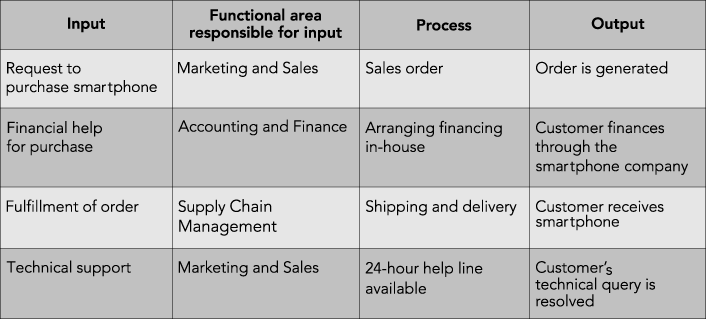 Input
Functional area
responsible for input
Process
Output
Request to
purchase smartphone
Marketing and Sales
Sales order
Order is generated
Financial help
for purchase
Accounting and Finance
Arranging financing
in-house
Customer finances
through the
smartphone company
Fulfillment of order
Supply Chain
Management
Shipping and delivery
Customer receives
smartphone
Technical support
Marketing and Sales
24-hour help line
available
Customer's
technical query is
resolved